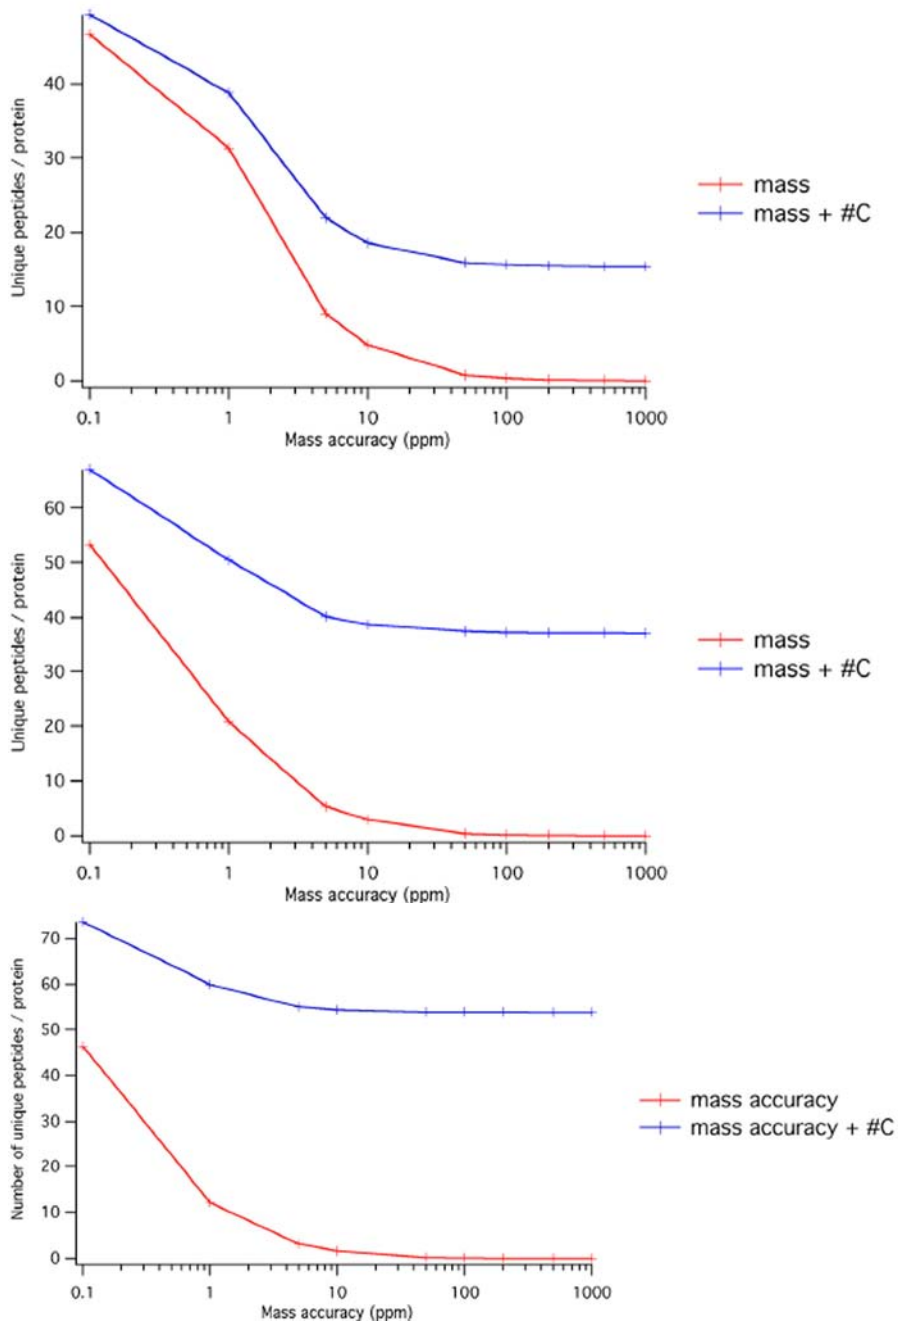 Unique peptides / protein
40
30
20
10
0
0.1 1 10 100 1000
Mass accuracy (ppm)
mass
mass + #C
Unique peptides / protein
60
50
40
30
20
10
0
0.1 1 10 100 1000
Mass accuracy (ppm)
mass
mass + #C
Number of unique peptides / protein
70
60
50
40
30
20
10
0
0.1 1 10 100 1000
Mass accuracy (ppm)
mass accuracy
mass accuracy + #C